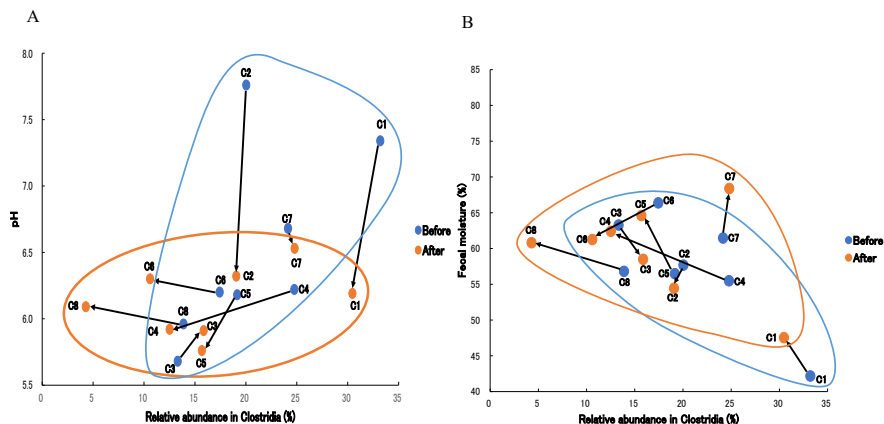 A
8.0
7.5
7.0
6.5
6.0
5.5
pH
0 5 10 15 20 25 30 35
Relative abundance in Clostridia (%)
C2
C1
C7
C7
C6
C2
C6
C4
C5
C1
C8
C8
C4
C3
C3
C5
Before
After
B
85
80
75
70
65
60
55
50
45
40
Fecal moisture (%)
0 5 10 15 20 25 30 35
Relative abundance in Clostridia (%)
C7
C5
C6
C3
C4
C8
C6
C7
C2
C3
C5
C8
C2
C4
C1
C1
Before
After